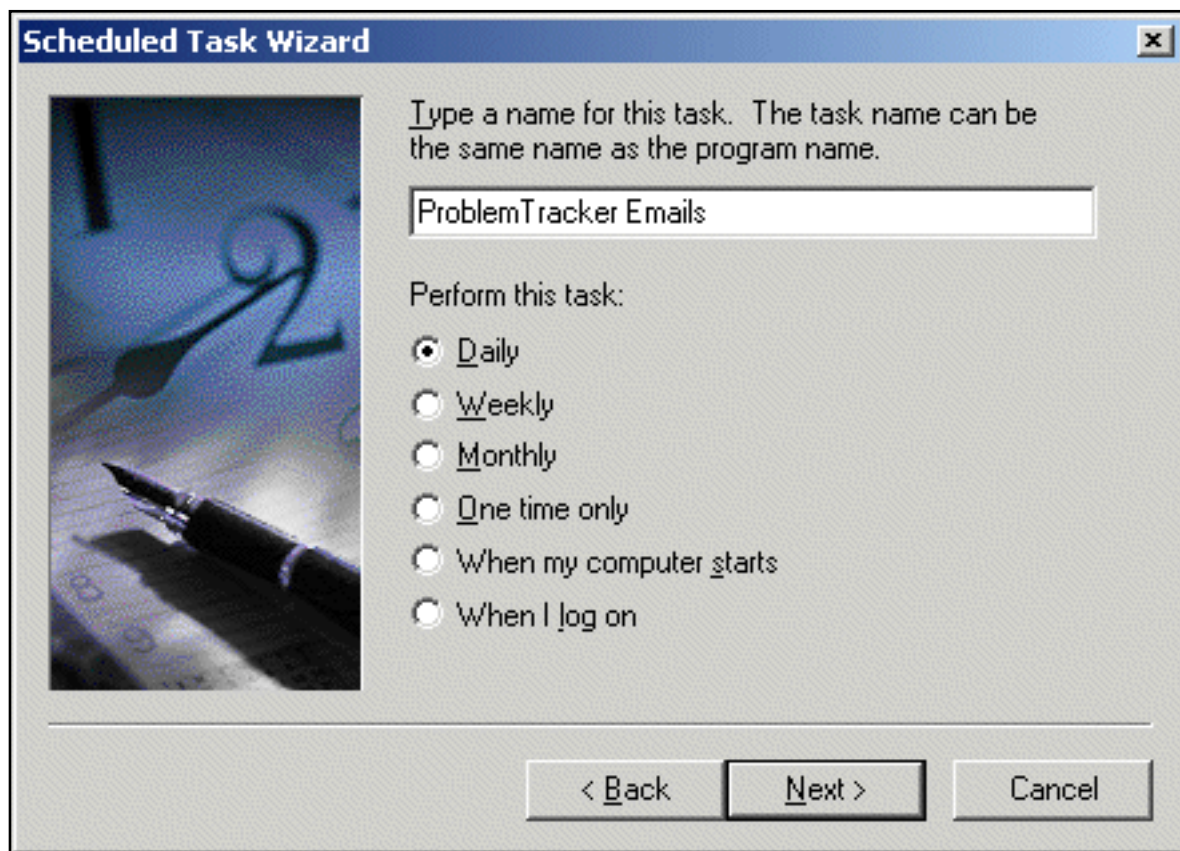 Scheduled Task Wizard
Type a name for this task. The task name can be
the same name as the program name.
ProblemTracker Emails
Perform this task:
Daily
Weekly
Monthly
One time only
When my computer starts
When I log on
< Back
Next >
Cancel